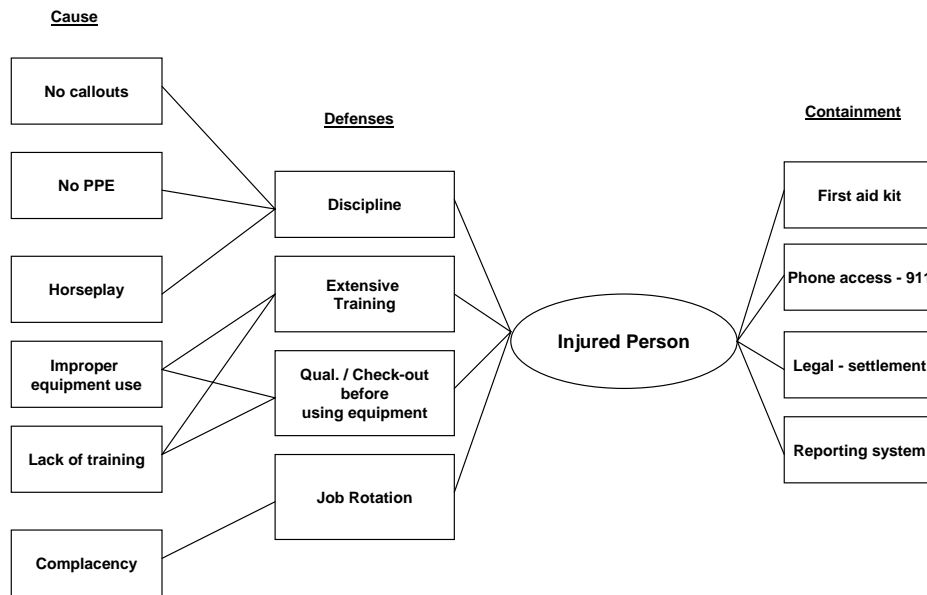 Cause
No callouts
No PPE
Horseplay
Improper
equipment use
Lack of training
Complacency
Defenses
Discipline
Extensive
Training
Qual. / Check-out
before
using equipment
Job Rotation
Injured Person
Containment
First aid kit
Phone access - 911
Legal - settlement
Reporting system